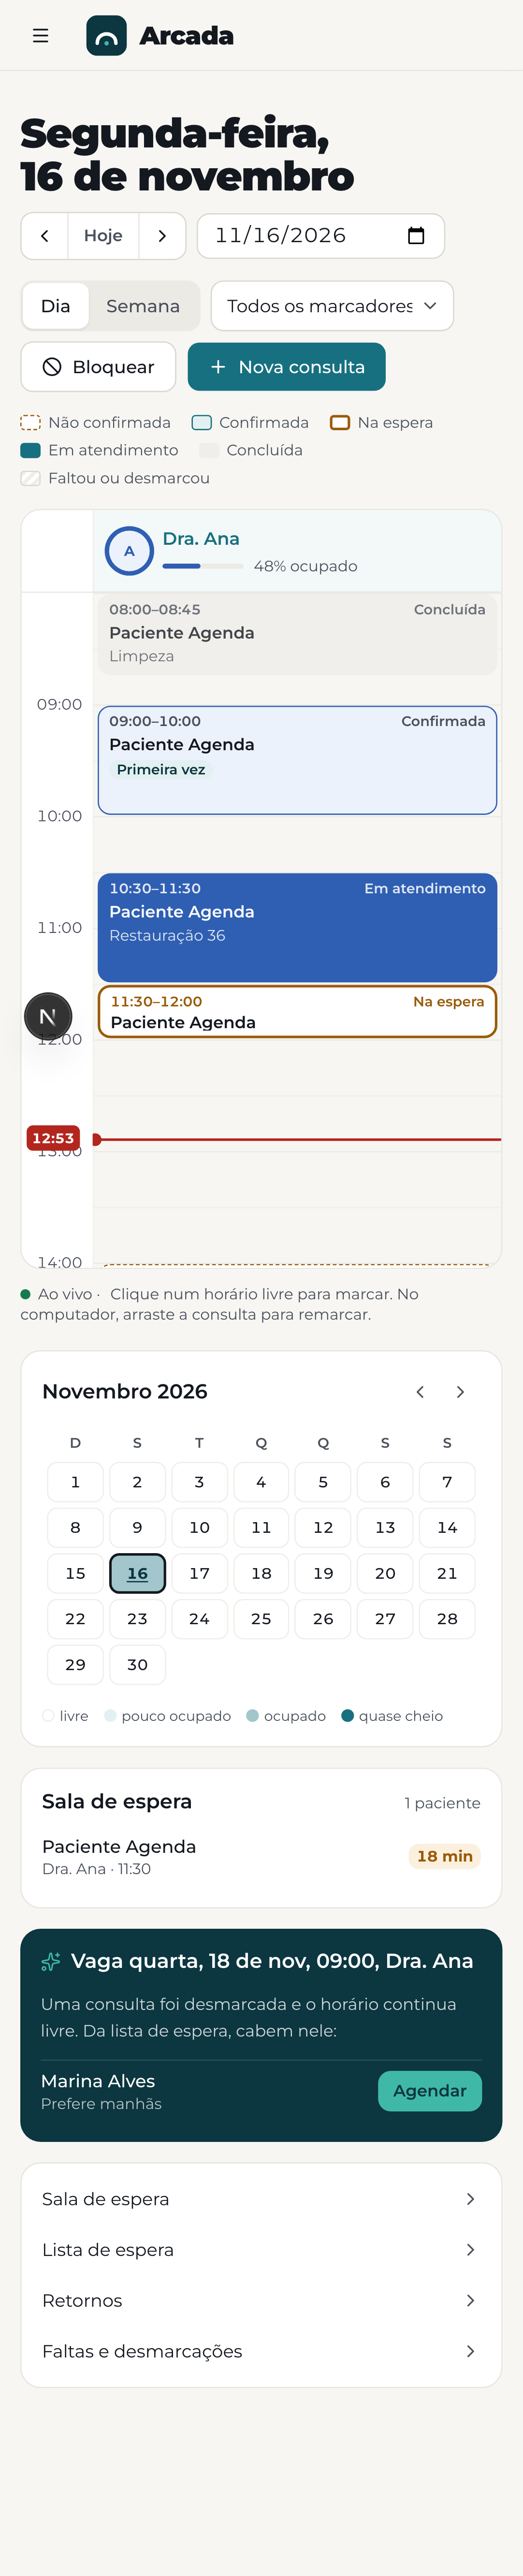 Arcada
Segunda-feira,
16 de novembro
Hoje
11/16/2026
Dia
Semana
Todos os marcadores
Bloquear
Nova consulta
Não confirmada
Confirmada
Na espera
Em atendimento
Concluída
Faltou ou desmarcou
A
Dra. Ana
48% ocupado
08:00–08:45
Concluída
Paciente Agenda
Limpeza
09:00
09:00–10:00
Confirmada
Paciente Agenda
Primeira vez
10:00
10:30–11:30
Em atendimento
Paciente Agenda
Restauração 36
11:00
11:30–12:00
Na espera
Paciente Agenda
N
12:00
12:53
13:00
14:00
Ao vivo · Clique num horário livre para marcar. No
computador, arraste a consulta para remarcar.
Novembro 2026
D S T Q Q S S
1 2 3 4 5 6 7
8 9 10 11 12 13 14
15 16 17 18 19 20 21
22 23 24 25 26 27 28
29 30
livre
pouco ocupado
ocupado
quase cheio
Sala de espera
1 paciente
Paciente Agenda
Dra. Ana · 11:30
18 min
Vaga quarta, 18 de nov, 09:00, Dra. Ana
Uma consulta foi desmarcada e o horário continua
livre. Da lista de espera, cabem nele:
Marina Alves
Prefere manhãs
Agendar
Sala de espera
Lista de espera
Retornos
Faltas e desmarcações